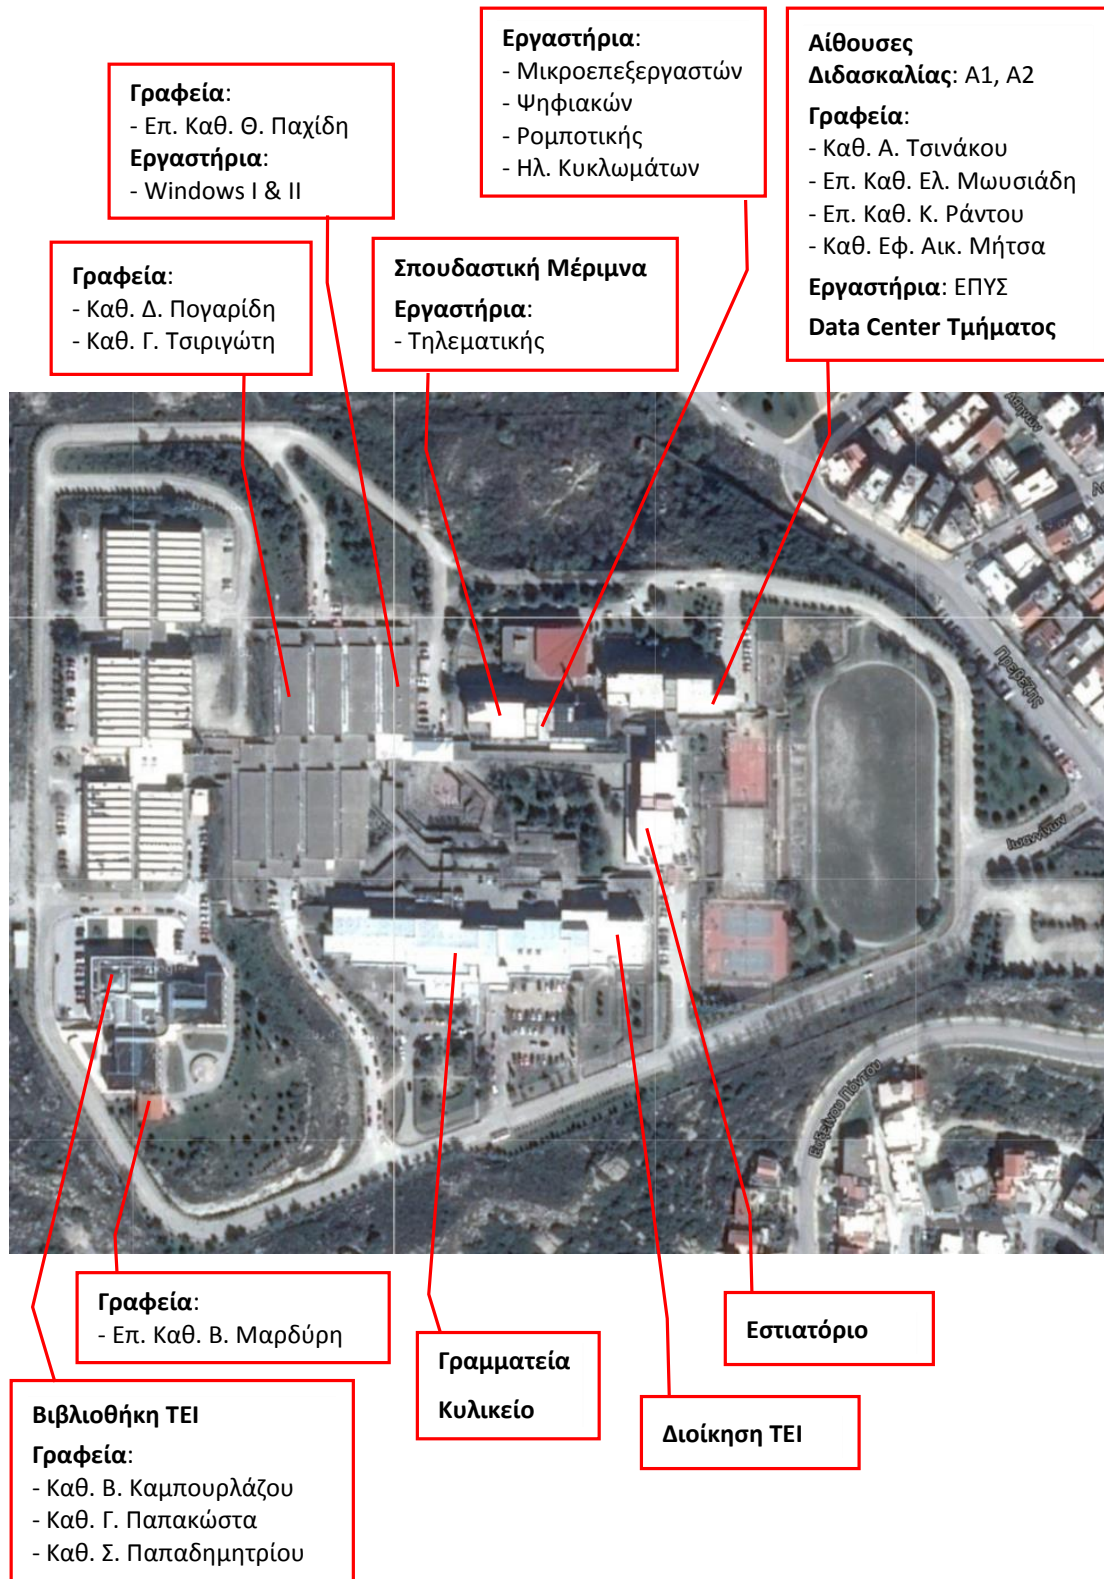 Εργαστήρια:
- Μικροεπεξεργαστών
- Ψηφιακών
- Ρομποτικής
- Ηλ. Κυκλωμάτων
Αίθουσες
Διδασκαλίας: Α1, Α2
Γραφεία:
- Καθ. Α. Τσινάκου
- Επ. Καθ. Ελ. Μωυσιάδη
- Επ. Καθ. Κ. Ράντου
- Καθ. Εφ. Αικ. Μήτσα
Εργαστήρια: ΕΠΥΣ
Data Center Τμήματος
Γραφεία:
- Επ. Καθ. Θ. Παχίδη
Εργαστήρια:
- Windows I & II
Γραφεία:
- Καθ. Δ. Πογαρίδη
- Καθ. Γ. Τσιριγώτη
Σπουδαστική Μέριμνα
Εργαστήρια:
- Τηλεματικής
Αθηνών
Πρεβέζης
Ιωαννίνων
Ευξείνου Πόντου
Γραφεία:
- Επ. Καθ. Β. Μαρδύρη
Εστιατόριο
Γραμματεία
Κυλικείο
Διοίκηση ΤΕΙ
Βιβλιοθήκη ΤΕΙ
Γραφεία:
- Καθ. Β. Καμπουρλάζου
- Καθ. Γ. Παπακώστα
- Καθ. Σ. Παπαδημητρίου